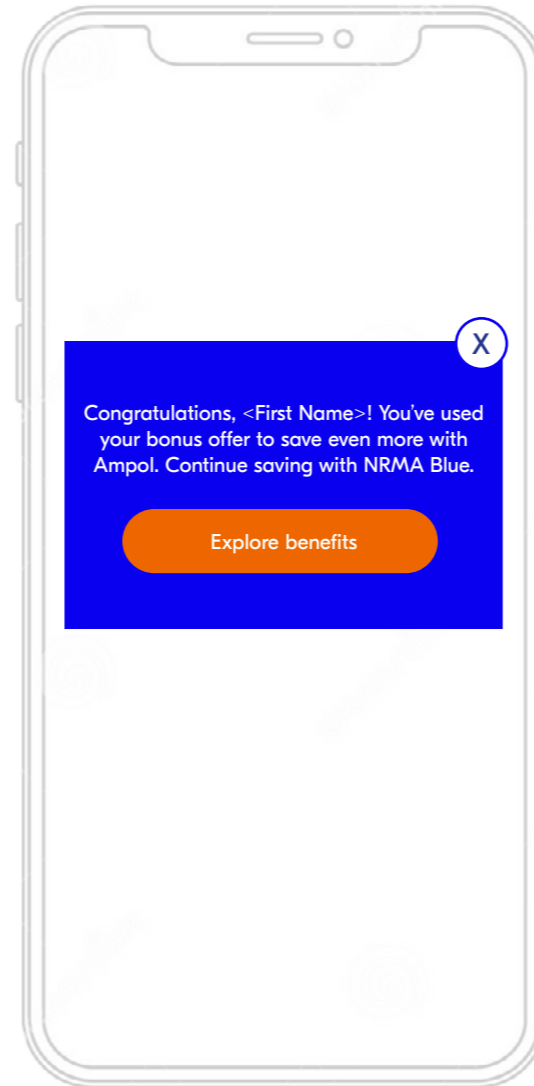 X
Congratulations, <First Name>! You’ve used
your bonus offer to save even more with
Ampol. Continue saving with NRMA Blue.
Explore benefits